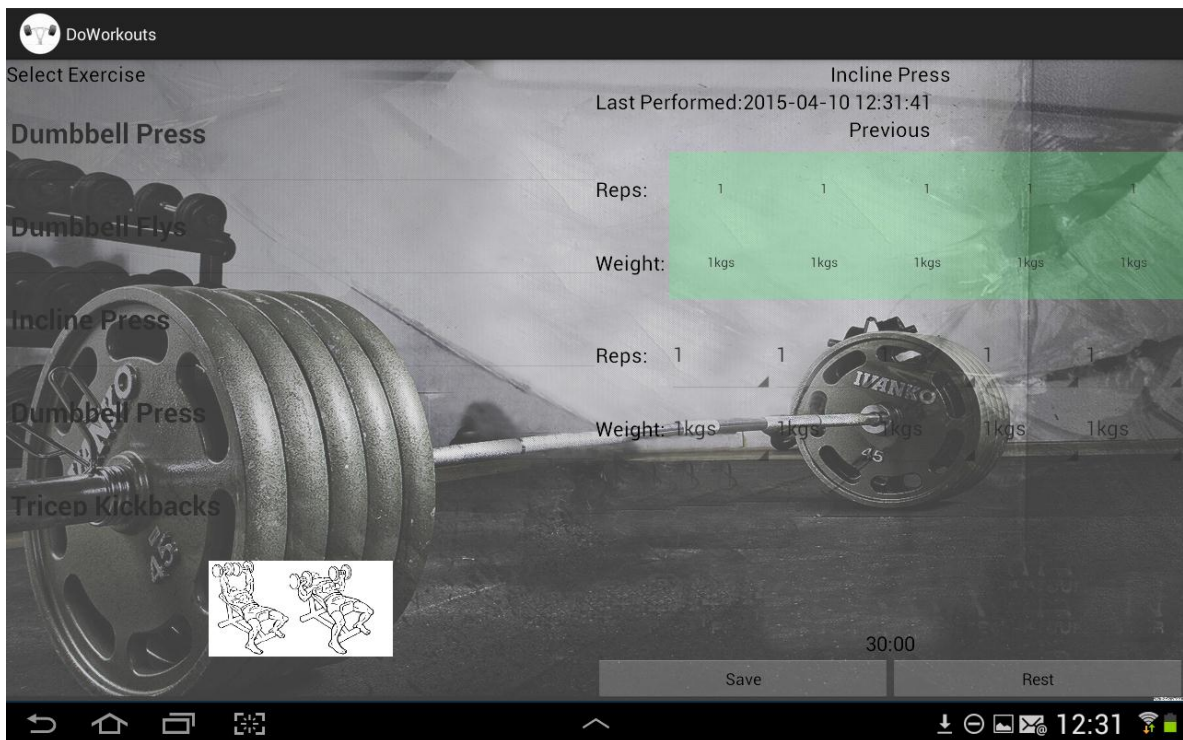 DoWorkouts
Select Exercise
Dumbbell Press
Dumbbell Flys
Incline Press
Dumbbell Press
Tricep Kickbacks
Incline Press
Last Performed:2015-04-10 12:31:41
Previous
Reps: 1 1 1 1 1
Weight: 1kgs 1kgs 1kgs 1kgs 1kgs
Reps: 1 1 1 1
Weight: 1kgs 1kgs 1kgs 1kgs 1kgs
IVANKO
45
NKO
45
30:00
Save Rest
12:31